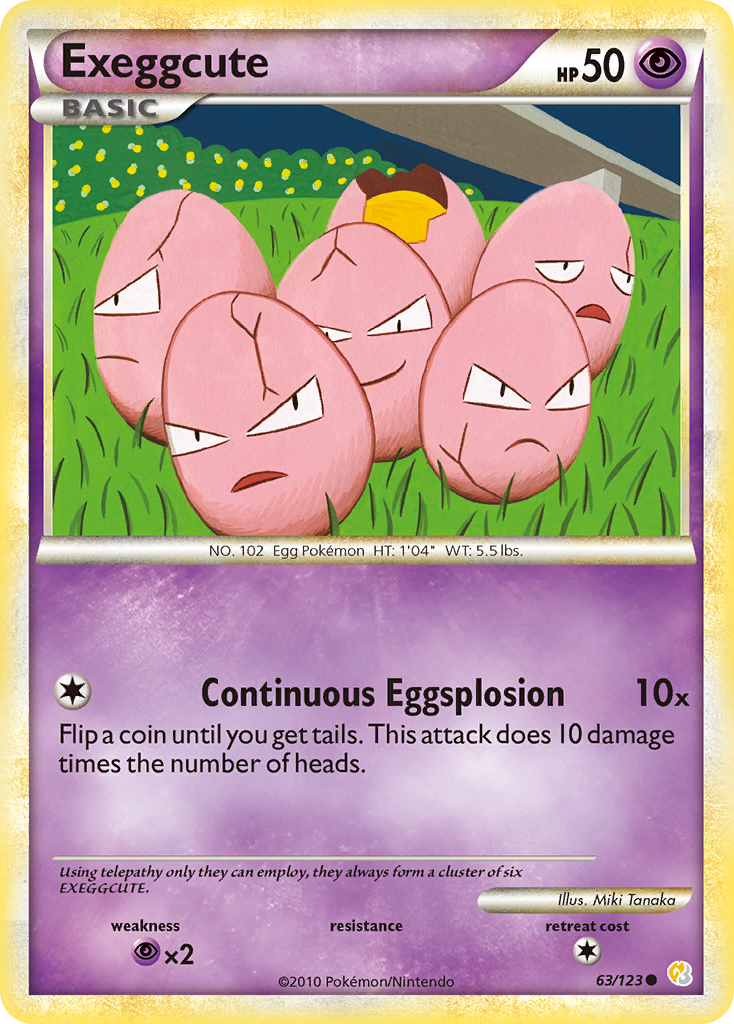 Exeggcute
HP 50
BASIC
NO. 102 Egg Pokémon HT: 1'04" WT: 5.5 lbs.
Continuous Eggsplosion 10x
Flip a coin until you get tails. This attack does 10 damage
times the number of heads.
Using telepathy only they can employ, they always form a cluster of six
EXEGGCUTE.
Illus. Miki Tanaka
weakness resistance retreat cost
×2
©2010 Pokémon/Nintendo 63/123